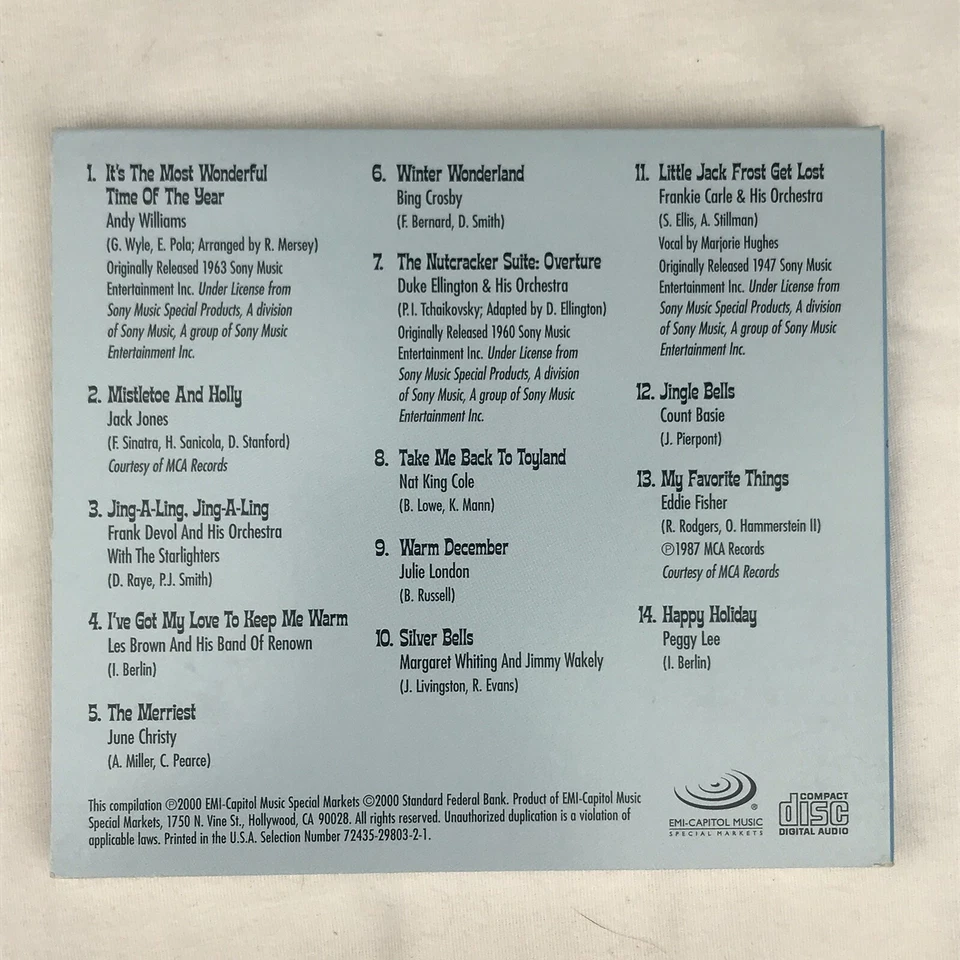 1. It's The Most Wonderful
Time Of The Year
Andy Williams
(G. Wyle, E. Pola; Arranged by R. Mersey)
Originally Released 1963 Sony Music
Entertainment Inc. Under License from
Sony Music Special Products, A division
of Sony Music, A group of Sony Music
Entertainment Inc.
2. Mistletoe And Holly
Jack Jones
(F. Sinatra, H. Sanicola, D. Stanford)
Courtesy of MCA Records
3. Jing-A-Ling, Jing-A-Ling
Frank Devol And His Orchestra
With The Starlighters
(D. Raye, P.J. Smith)
4. I've Got My Love To Keep Me Warm
Les Brown And His Band Of Renown
(I. Berlin)
5. The Merriest
June Christy
(A. Miller, C. Pearce)
6. Winter Wonderland
Bing Crosby
(F. Bernard, D. Smith)
7. The Nutcracker Suite: Overture
Duke Ellington & His Orchestra
(P.I. Tchaikovsky; Adapted by D. Ellington)
Originally Released 1960 Sony Music
Entertainment Inc. Under License from
Sony Music Special Products, A division
of Sony Music, A group of Sony Music
Entertainment Inc.
8. Take Me Back To Toyland
Nat King Cole
(B. Lowe, K. Mann)
9. Warm December
Julie London
(B. Russell)
10. Silver Bells
Margaret Whiting And Jimmy Wakely
(J. Livingston, R. Evans)
11. Little Jack Frost Get Lost
Frankie Carle & His Orchestra
(S. Ellis, A. Stillman)
Vocal by Marjorie Hughes
Originally Released 1947 Sony Music
Entertainment Inc. Under License from
Sony Music Special Products, A division
of Sony Music, A group of Sony Music
Entertainment Inc.
12. Jingle Bells
Count Basie
(J. Pierpont)
13. My Favorite Things
Eddie Fisher
(R. Rodgers, O. Hammerstein II)
℗1987 MCA Records
Courtesy of MCA Records
14. Happy Holiday
Peggy Lee
(I. Berlin)
This compilation ℗2000 EMI-Capitol Music Special Markets ©2000 Standard Federal Bank. Product of EMI-Capitol Music
Special Markets, 1750 N. Vine St., Hollywood, CA 90028. All rights reserved. Unauthorized duplication is a violation of
applicable laws. Printed in the U.S.A. Selection Number 72435-29803-2-1.
®
EMI-CAPITOL MUSIC
SPECIAL MARKETS
COMPACT
disc
DIGITAL AUDIO